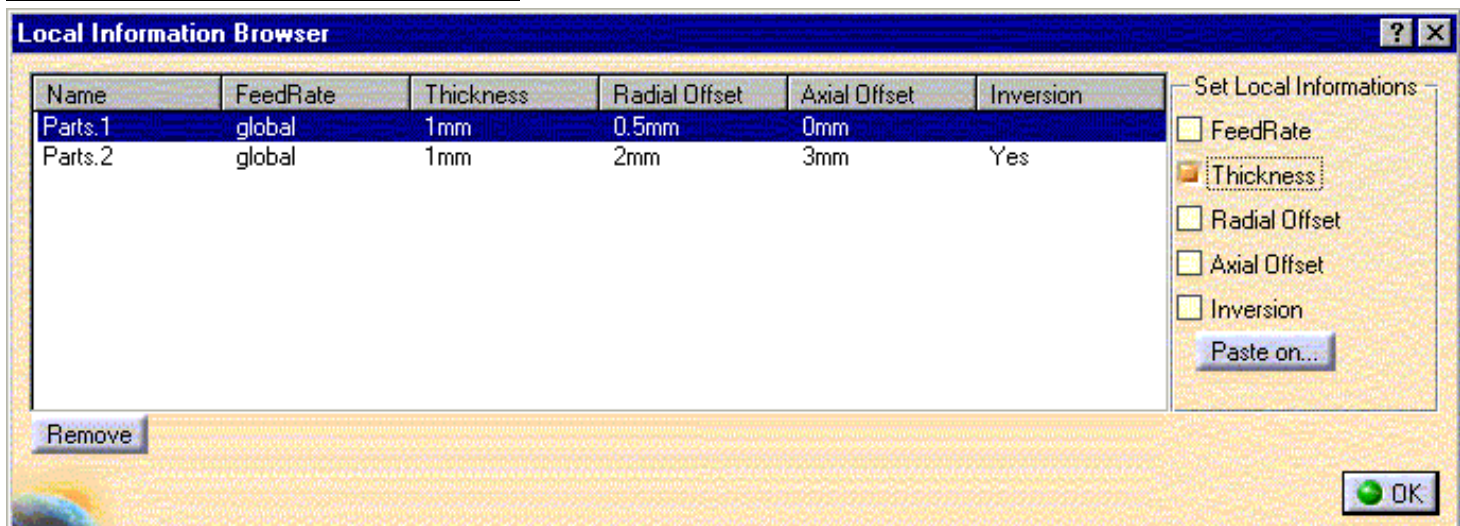 Local Information Browser
Name FeedRate Thickness Radial Offset Axial Offset Inversion
Parts.1 global 1mm 0.5mm 0mm
Parts.2 global 1mm 2mm 3mm Yes
Set Local Informations
FeedRate
Thickness
Radial Offset
Axial Offset
Inversion
Paste on...
Remove
OK